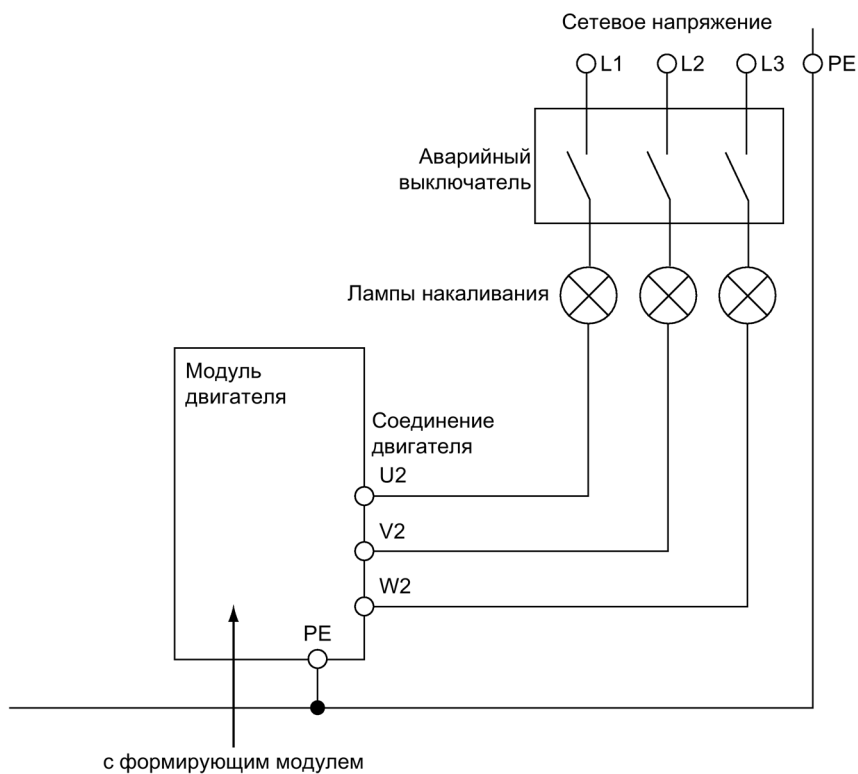 Сетевое напряжение
L1
L2
L3
PE
Аварийный
выключатель
Лампы накаливания
Модуль
двигателя
Соединение
двигателя
U2
V2
W2
PE
с формирующим модулем